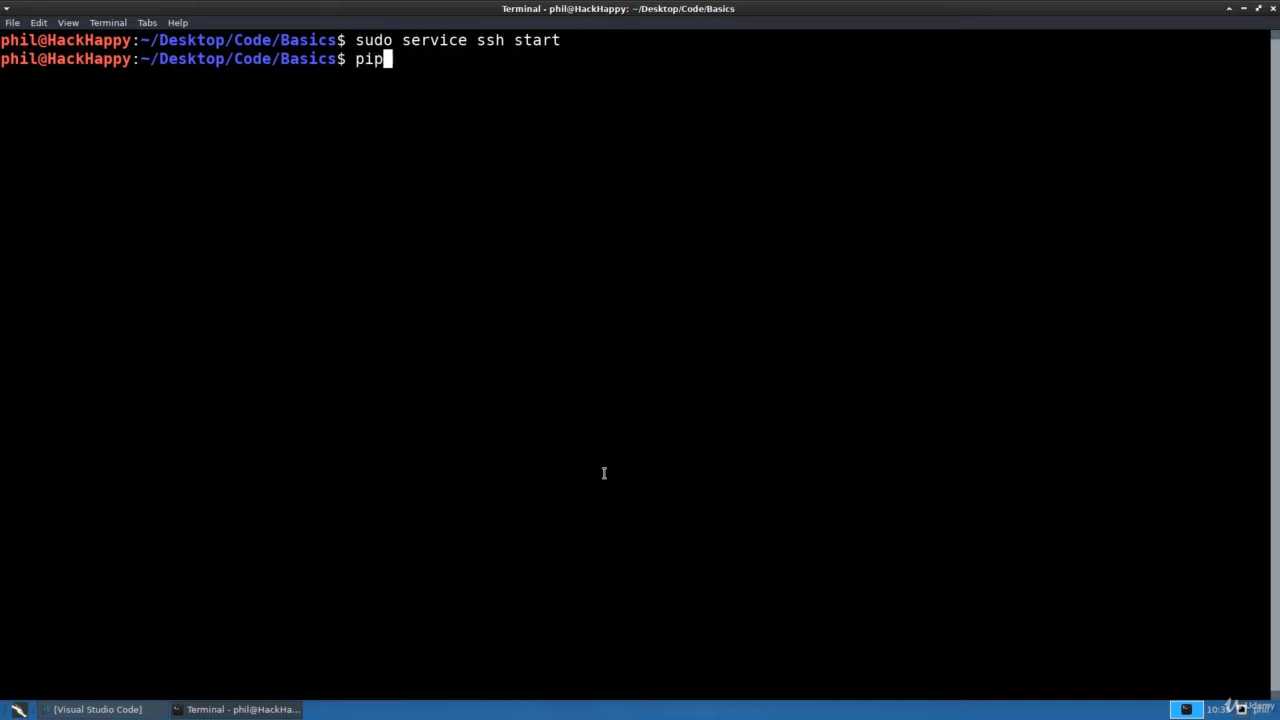 Terminal - phil@HackHappy: ~/Desktop/Code/Basics
File Edit View Terminal Tabs Help
phil@HackHappy:~/Desktop/Code/Basics$ sudo service ssh start
phil@HackHappy:~/Desktop/Code/Basics$ pip
[Visual Studio Code] Terminal - phil@HackHa... Udemy